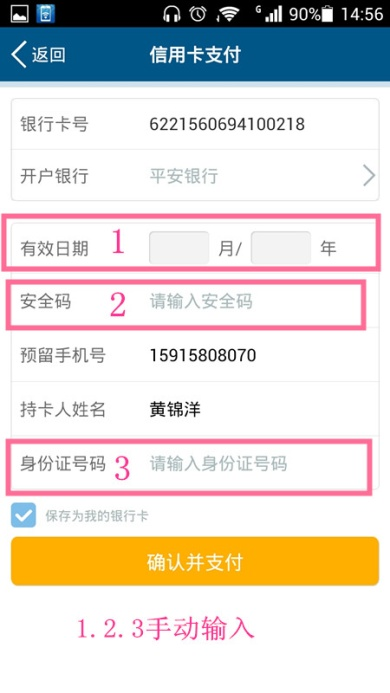 G 90% 14:56
返回 信用卡支付
银行卡号 6221560694100218
开户银行 平安银行
有效日期 1 月/ 年
安全码 2 请输入安全码
预留手机号 15915808070
持卡人姓名 黄锦洋
身份证号码 3 请输入身份证号码
保存为我的银行卡
确认并支付
1.2.3手动输入